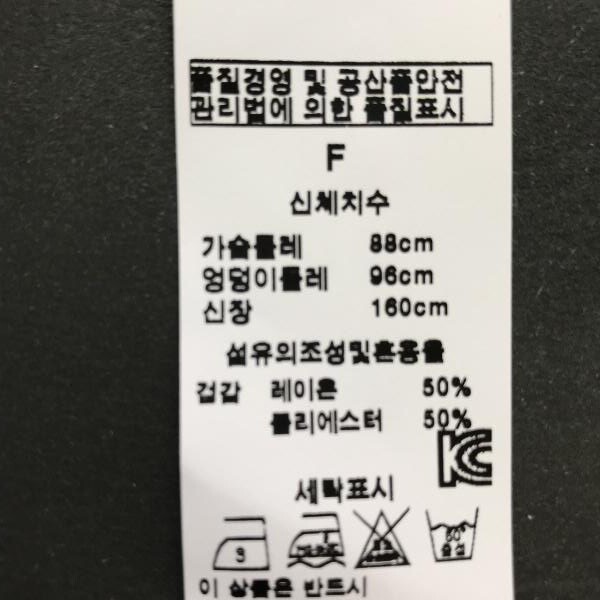 품질경영 및 공산품안전
관리법에 의한 품질표시
F
신체치수
가슴둘레 88cm
엉덩이둘레 96cm
신장 160cm
섬유의조성및혼용율
겉감 레이온 50%
폴리에스터 50%
세탁표시
3
이 상품은 반드시